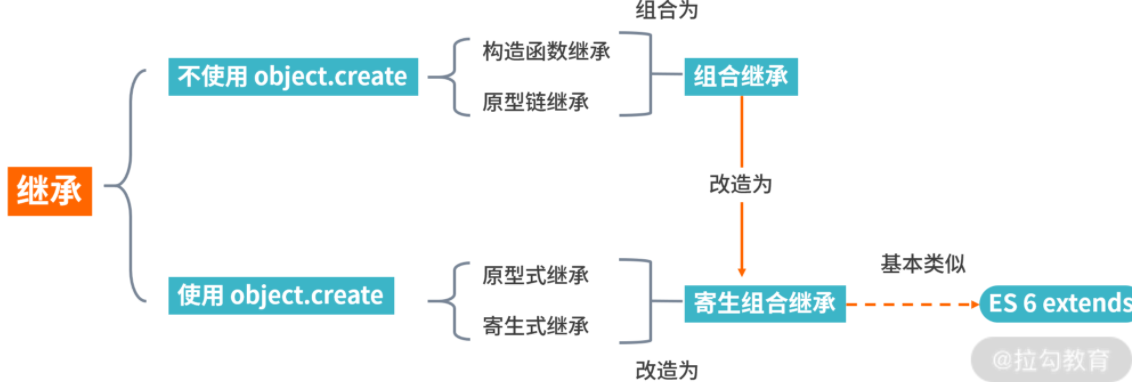 组合为
不使用 object.create
构造函数继承
原型链继承
组合继承
继承
改造为
使用 object.create
原型式继承
寄生式继承
寄生组合继承
基本类似
ES 6 extends
改造为
@拉勾教育